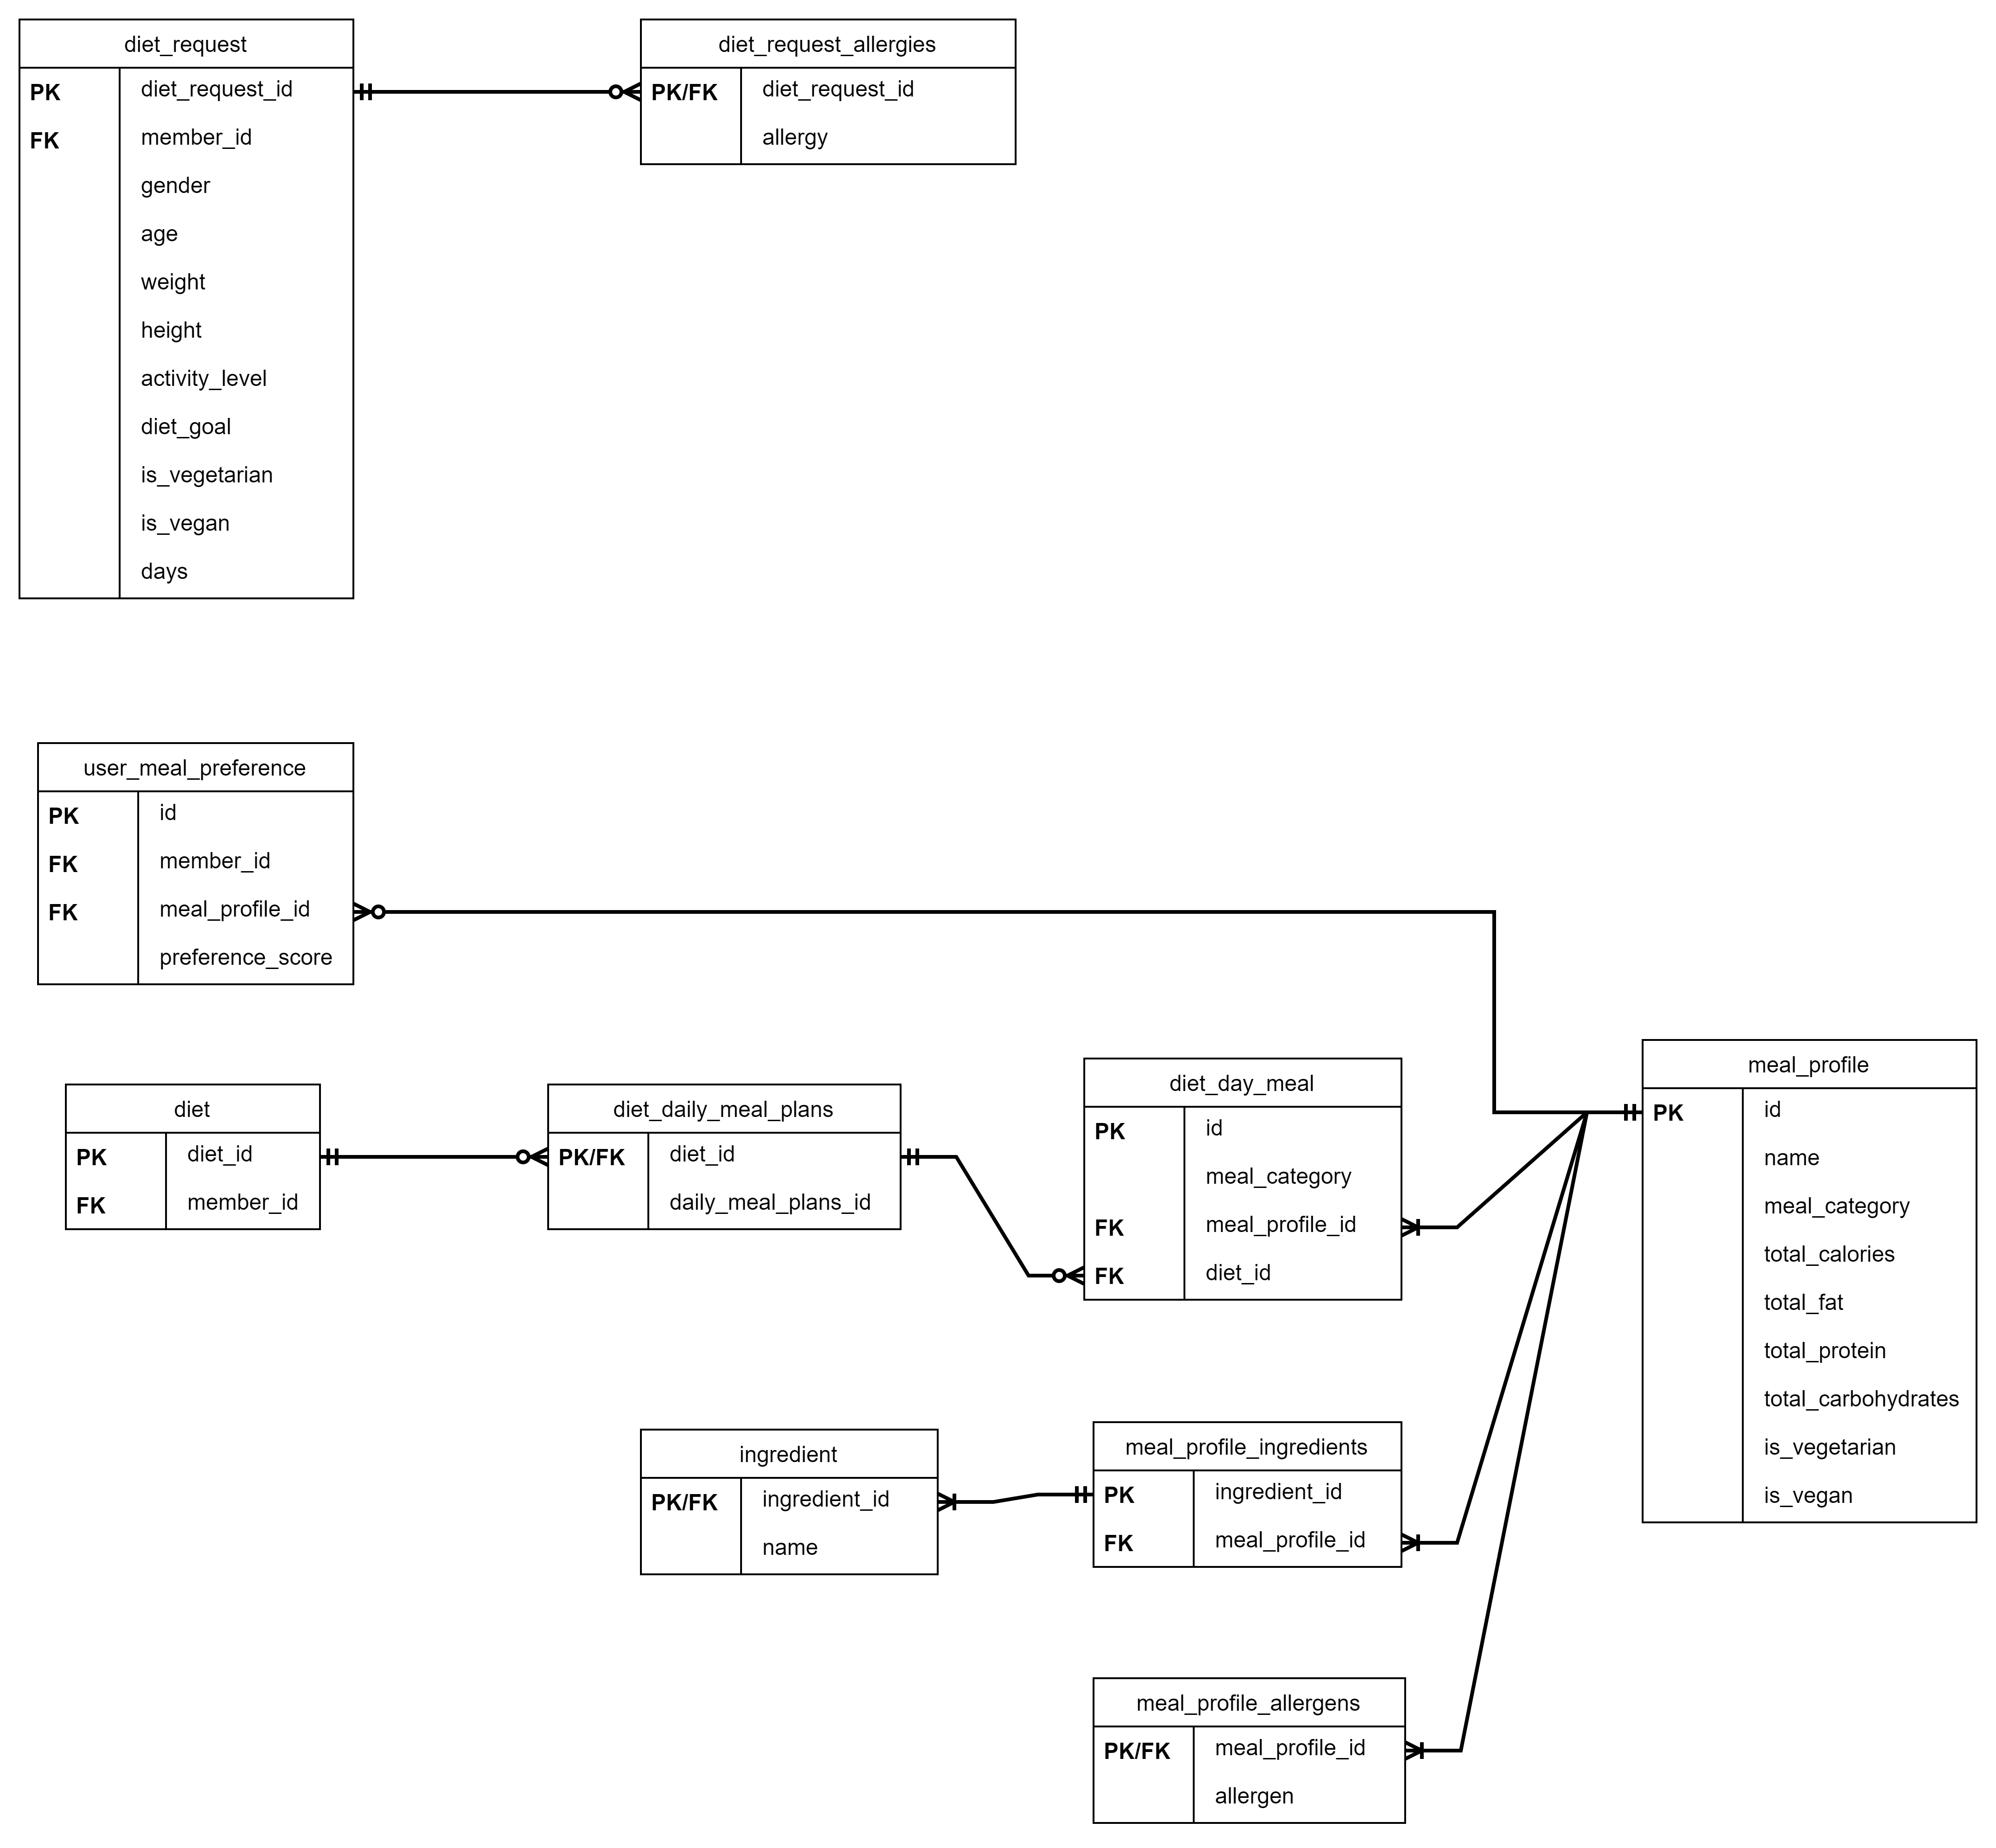 diet_request
PK diet_request_id
FK member_id
gender
age
weight
height
activity_level
diet_goal
is_vegetarian
is_vegan
days
diet_request_allergies
PK/FK diet_request_id
allergy
user_meal_preference
PK id
FK member_id
FK meal_profile_id
preference_score
diet
PK diet_id
FK member_id
diet_daily_meal_plans
PK/FK diet_id
daily_meal_plans_id
diet_day_meal
PK id
meal_category
FK meal_profile_id
FK diet_id
meal_profile
PK id
name
meal_category
total_calories
total_fat
total_protein
total_carbohydrates
is_vegetarian
is_vegan
ingredient
PK/FK ingredient_id
name
meal_profile_ingredients
PK ingredient_id
FK meal_profile_id
meal_profile_allergens
PK/FK meal_profile_id
allergen